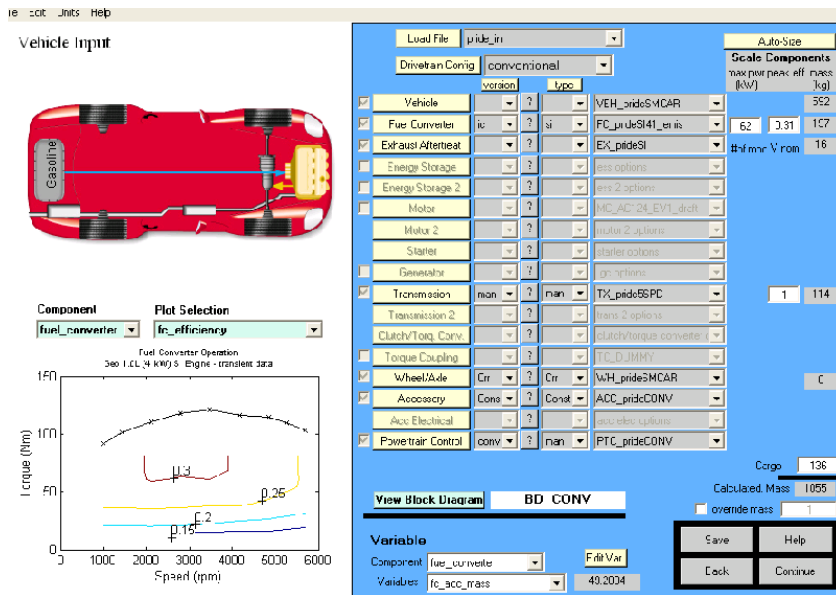 Edit Units Help
Vehicle Input
Gasoline
Component Plot Selection
fuel_converter fc_efficiency
Fuel Converter Operation
Geo 1.0L (4 kW) S Engine - transient data
Torque (Nm)
150
100
50
0
0.3
0.25
0.2
0.15
0 1000 2000 3000 4000 5000 6000
Speed (rpm)
Load File pride_in
Drivetrain Config conventional
version type
Auto-Size
Scale Components
max pwr peak eff mass
(kW) (kg)
Vehicle ? VEH_prideSMCAR 592
Fuel Converter ic ? si FC_prideSI41_emis 62 0.31 197
Exhaust Aftertreat ? EX_prideSI #of mod V nom 16
Energy Storage ? ess options
Energy Storage 2 ? ess 2 options
Motor ? MC_AC124_EV1_draft
Motor 2 ? motor 2 options
Starter ? starter options
Generator ? gc options
Transmission man ? man TX_pride5SPD 1 114
Transmission 2 ? trans 2 options
Clutch/Torq. Conv. ? clutch/torque converter
Torque Coupling ? TC_DUMMY
Wheel/Axle Crr ? Crr WH_prideSMCAR 0
Accessory Cons ? Const ACC_prideCONV
Acc Electrical ? acc elec options
Powertrain Control conv ? man PTC_prideCONV
Cargo 136
Calculated Mass 1055
override mass 1
View Block Diagram BD_CONV
Variable
Component fuel_converter Edit Var
Variables fc_acc_mass 49.2004
Save Help
Back Continue